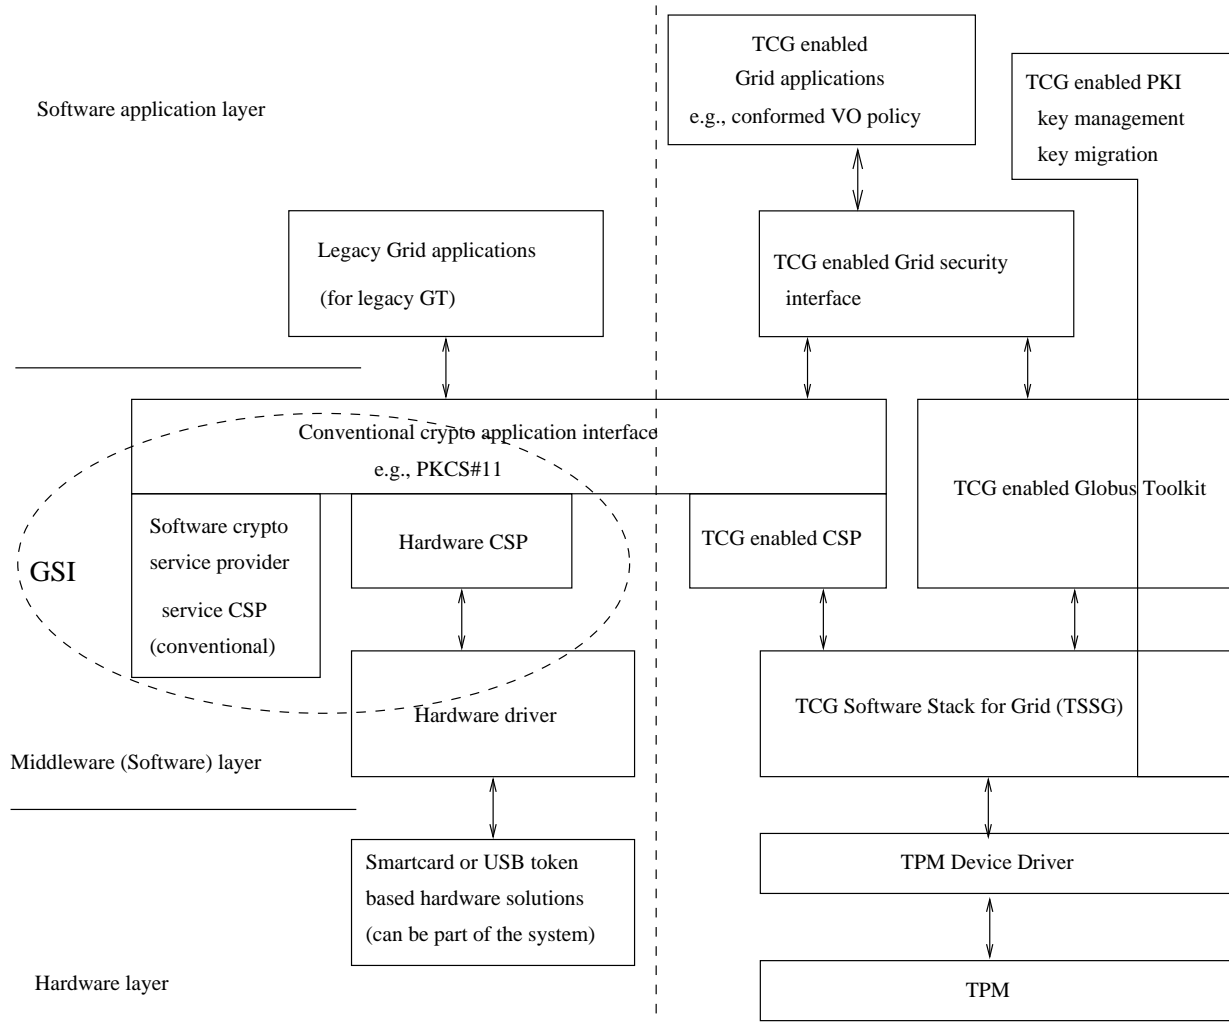 TCG enabled
Grid applications
e.g., conformed VO policy
TCG enabled PKI
key management
key migration
Software application layer
Legacy Grid applications
(for legacy GT)
TCG enabled Grid security
interface
Conventional crypto application interface
e.g., PKCS#11
TCG enabled Globus Toolkit
Software crypto
service provider
service CSP
(conventional)
Hardware CSP
TCG enabled CSP
GSI
Hardware driver
TCG Software Stack for Grid (TSSG)
Middleware (Software) layer
Smartcard or USB token
based hardware solutions
(can be part of the system)
TPM Device Driver
Hardware layer
TPM